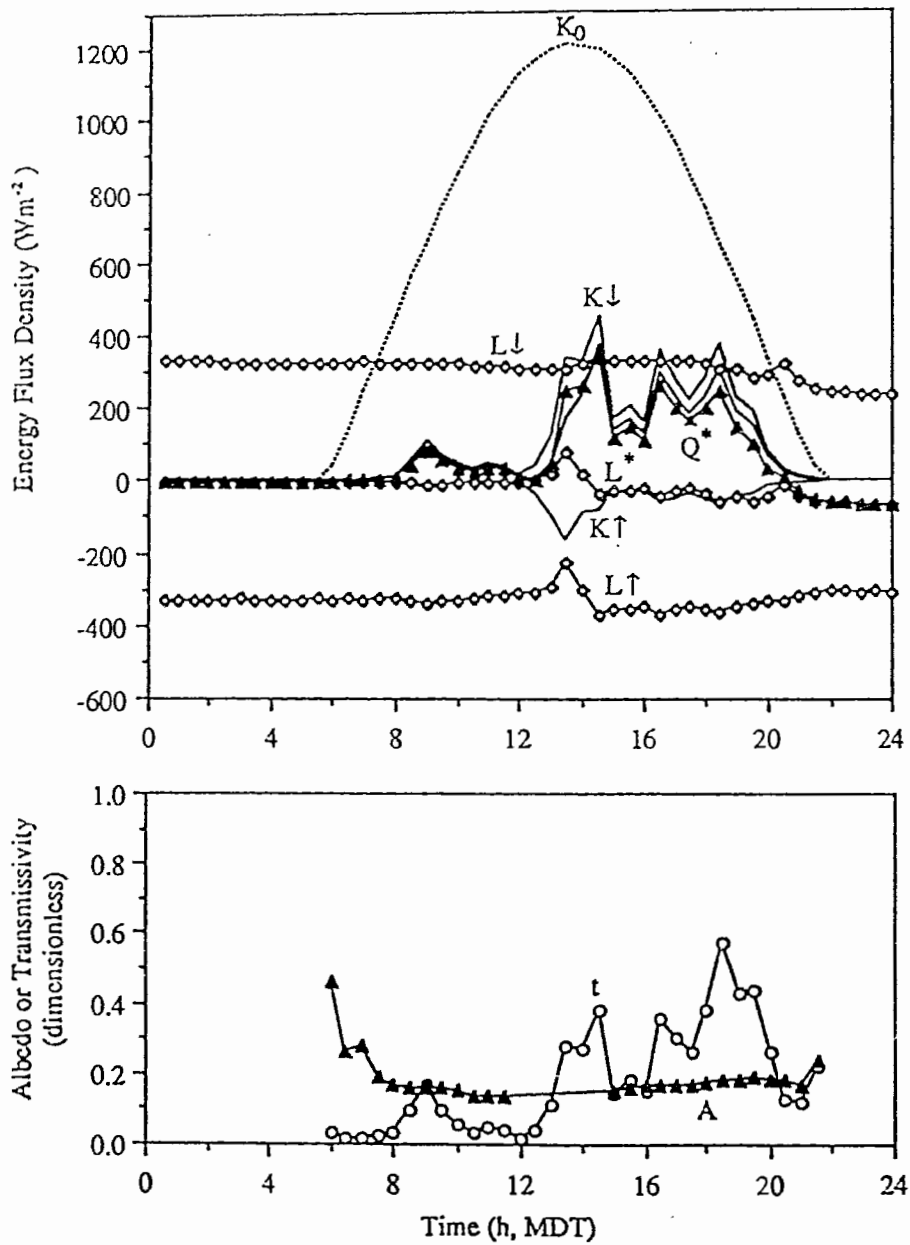 Energy Flux Density (Wm⁻²)
1200
1000
800
600
400
200
0
-200
-400
-600
K₀
K↓
L↓
Q*
L*
K↑
L↑
0 4 8 12 16 20 24
Albedo or Transmissivity
(dimensionless)
1.0
0.8
0.6
0.4
0.2
0.0
t
A
0 4 8 12 16 20 24
Time (h, MDT)